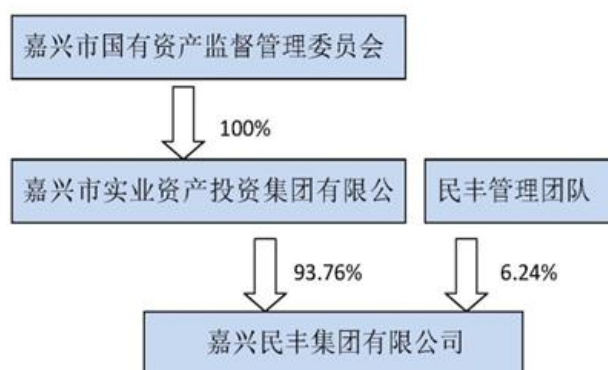 嘉兴市国有资产监督管理委员会
100%
嘉兴市实业资产投资集团有限公
民丰管理团队
93.76%
6.24%
嘉兴民丰集团有限公司